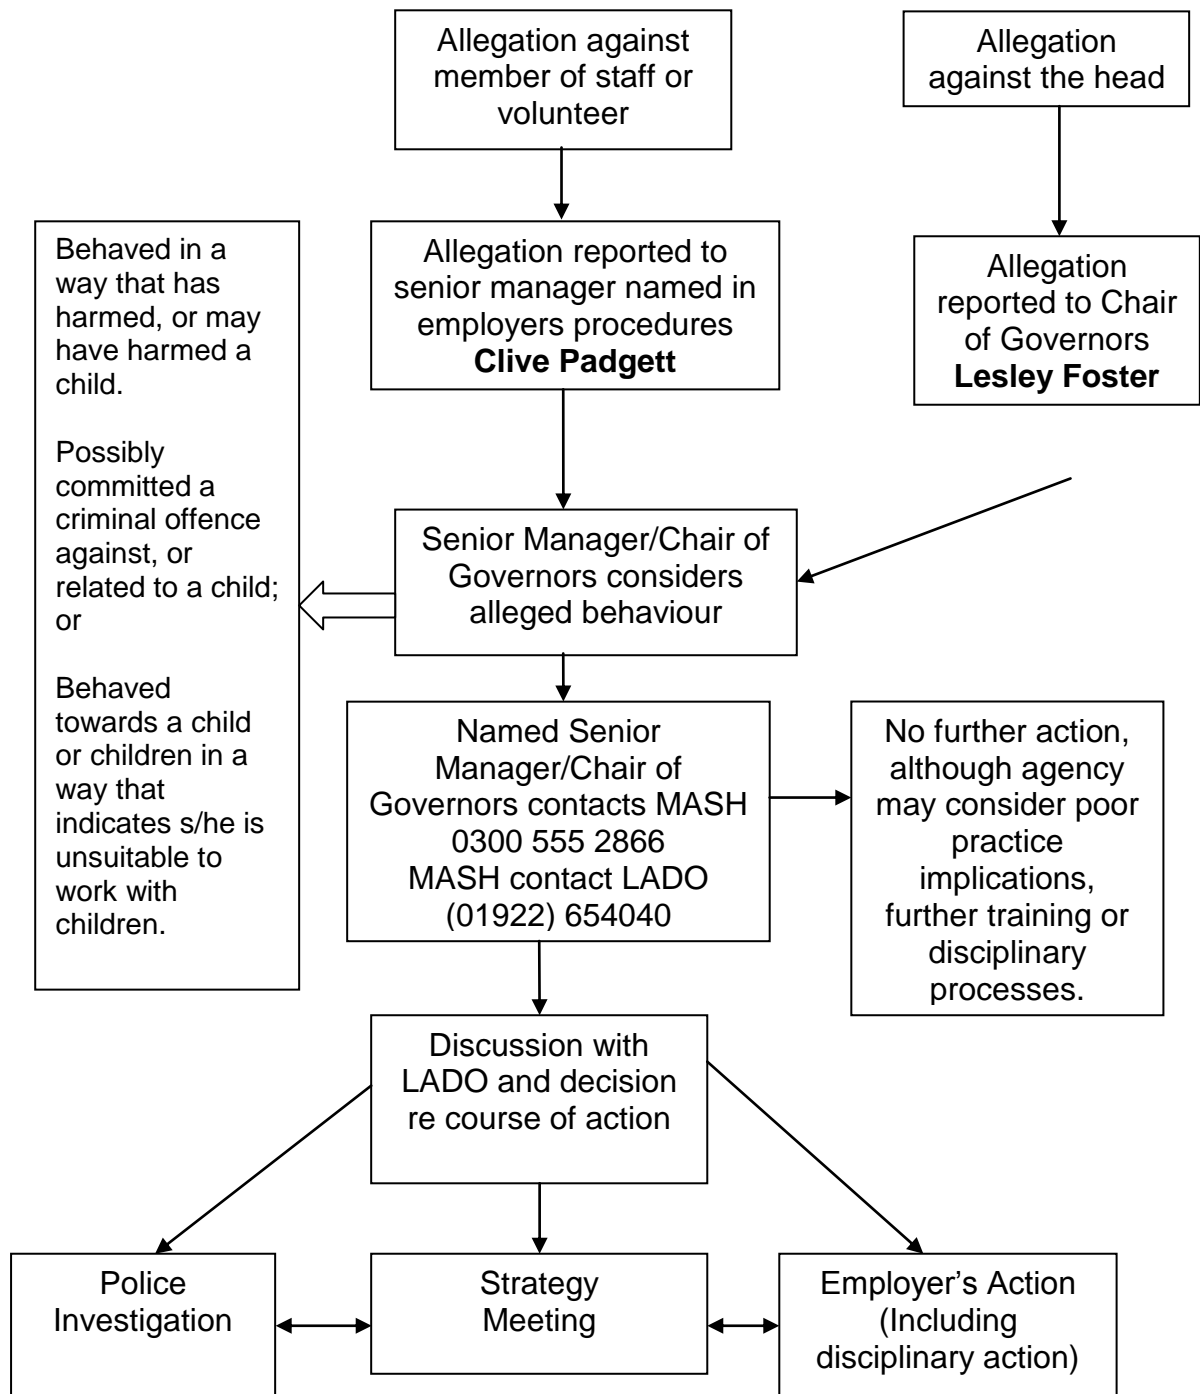 Allegation against
member of staff or
volunteer
Allegation
against the head
Behaved in a
way that has
harmed, or may
have harmed a
child.
Possibly
committed a
criminal offence
against, or
related to a child;
or
Behaved
towards a child
or children in a
way that
indicates s/he is
unsuitable to
work with
children.
Allegation reported to
senior manager named in
employers procedures
Clive Padgett
Allegation
reported to Chair
of Governors
Lesley Foster
Senior Manager/Chair of
Governors considers
alleged behaviour
Named Senior
Manager/Chair of
Governors contacts MASH
0300 555 2866
MASH contact LADO
(01922) 654040
No further action,
although agency
may consider poor
practice
implications,
further training or
disciplinary
processes.
Discussion with
LADO and decision
re course of action
Police
Investigation
Strategy
Meeting
Employer’s Action
(Including
disciplinary action)